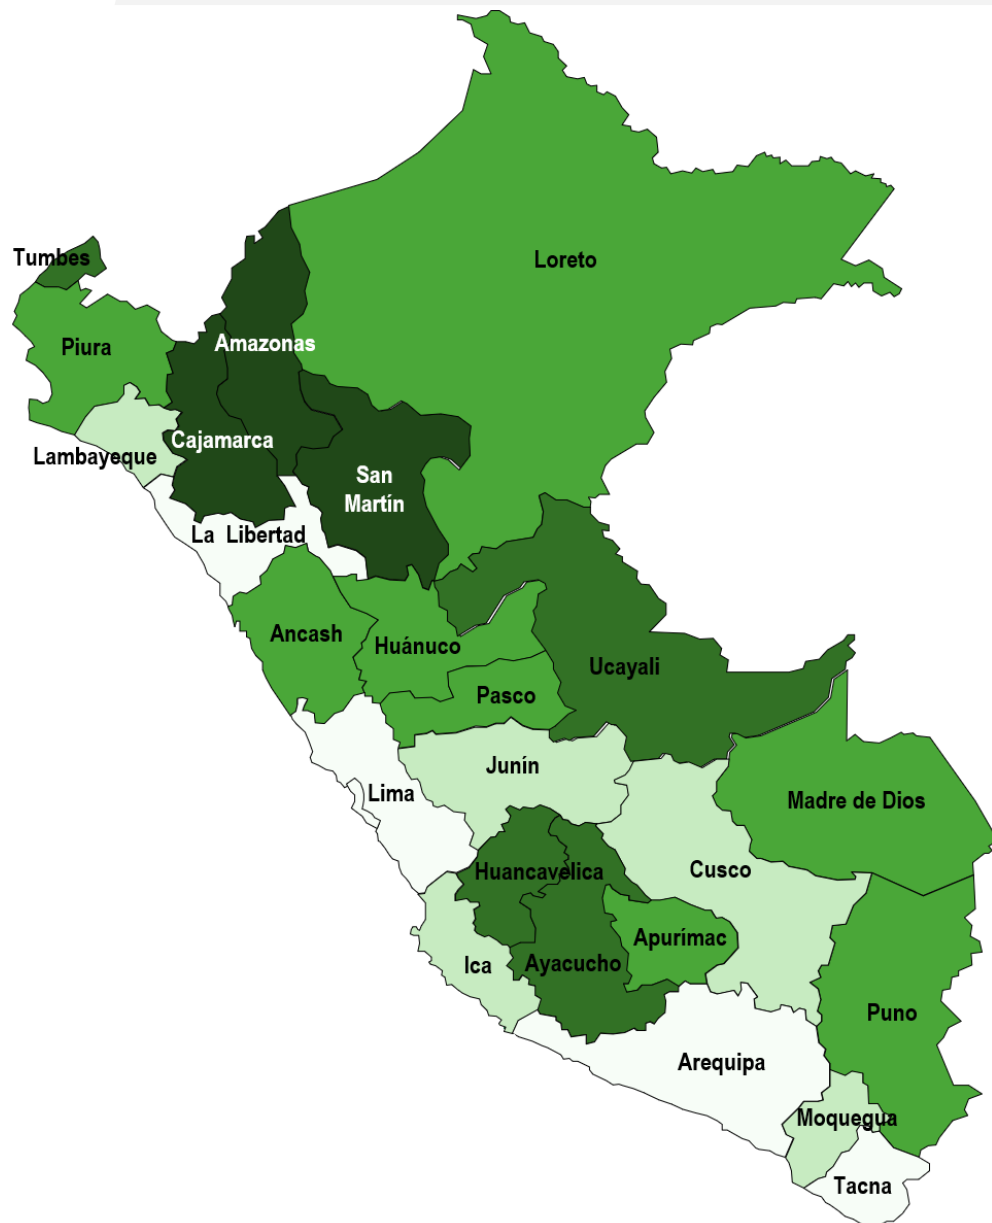 Tumbes
Loreto
Piura
Amazonas
Cajamarca
Lambayeque
San
Martín
La Libertad
Ancash
Huánuco
Ucayali
Pasco
Junín
Lima
Madre de Dios
Huancavelica
Cusco
Apurímac
Ica
Ayacucho
Puno
Arequipa
Moquegua
Tacna